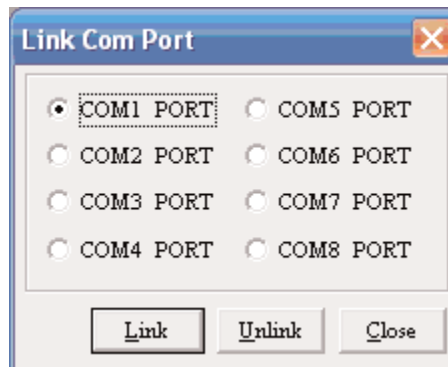 Link Com Port
COM1 PORT COM5 PORT
COM2 PORT COM6 PORT
COM3 PORT COM7 PORT
COM4 PORT COM8 PORT
Link Unlink Close